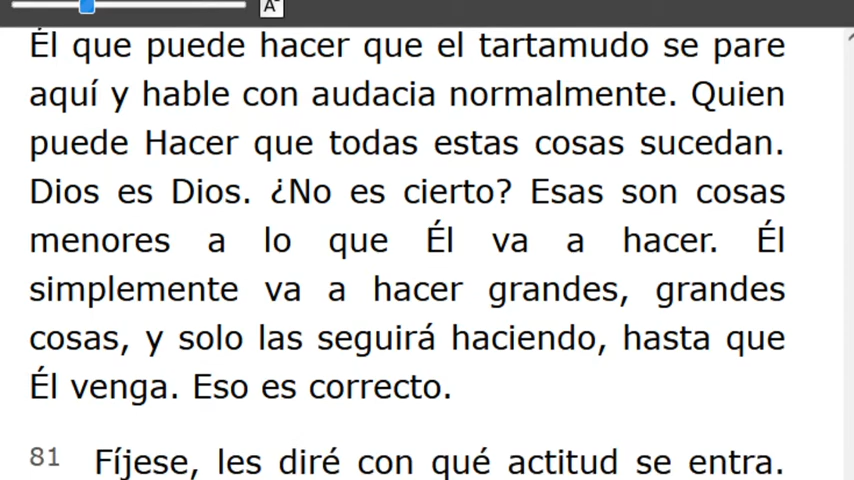 A
Él que puede hacer que el tartamudo se pare
aquí y hable con audacia normalmente. Quien
puede Hacer que todas estas cosas sucedan.
Dios es Dios. ¿No es cierto? Esas son cosas
menores a lo que Él va a hacer. Él
simplemente va a hacer grandes, grandes
cosas, y solo las seguirá haciendo, hasta que
Él venga. Eso es correcto.
81 Fíjese, les diré con qué actitud se entra.